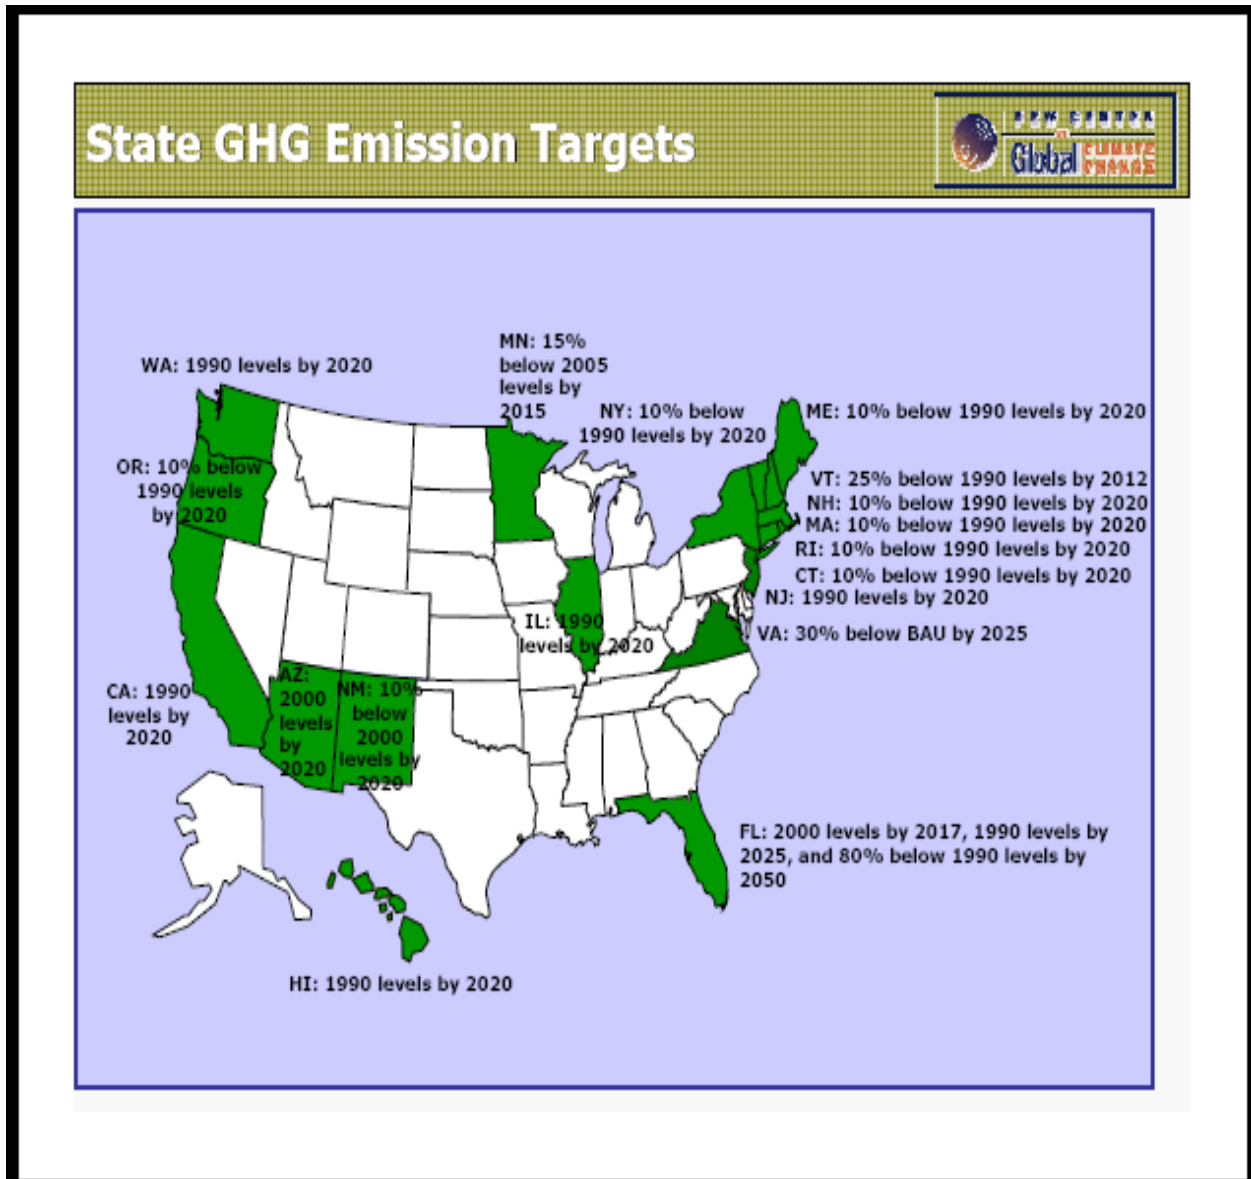 State GHG Emission Targets
PEW CENTER
Global CLIMATE
CHANGE
WA: 1990 levels by 2020
MN: 15%
below 2005
levels by
2015
NY: 10% below
1990 levels by 2020
ME: 10% below 1990 levels by 2020
OR: 10% below
1990 levels
by 2020
VT: 25% below 1990 levels by 2012
NH: 10% below 1990 levels by 2020
MA: 10% below 1990 levels by 2020
RI: 10% below 1990 levels by 2020
CT: 10% below 1990 levels by 2020
NJ: 1990 levels by 2020
VA: 30% below BAU by 2025
IL: 1990
levels by 2020
CA: 1990
levels by
2020
AZ:
2000
levels
by
2020
NM: 10%
below
2000
levels by
2020
FL: 2000 levels by 2017, 1990 levels by
2025, and 80% below 1990 levels by
2050
HI: 1990 levels by 2020